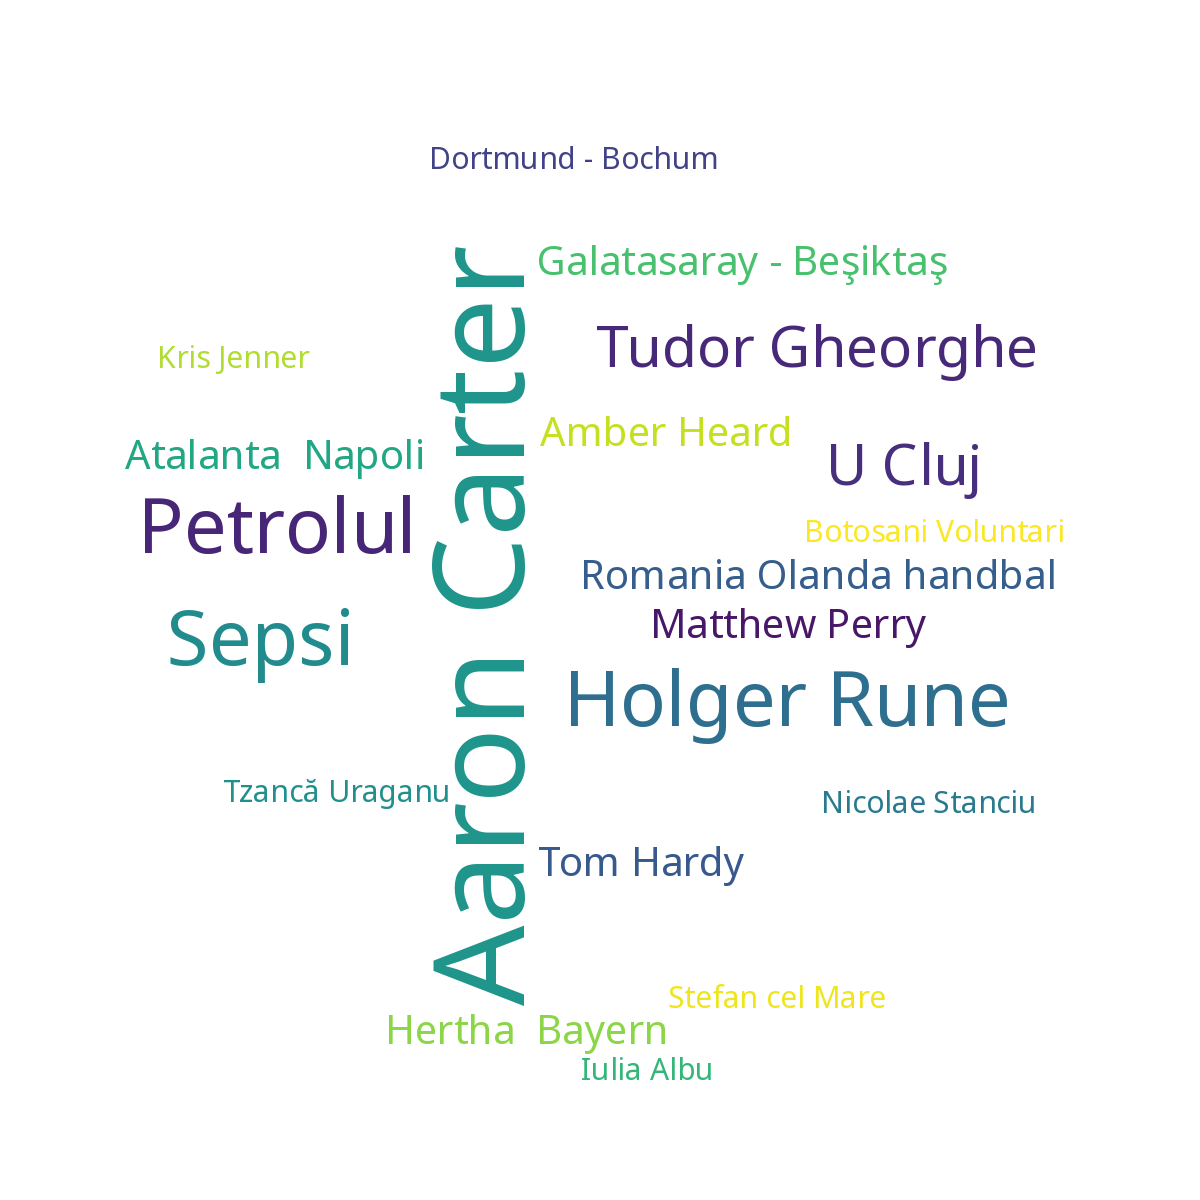 Dortmund - Bochum
Galatasaray - Beşiktaş
Tudor Gheorghe
Kris Jenner
Amber Heard
Atalanta  Napoli
U Cluj
Petrolul
Botosani Voluntari
Romania Olanda handbal
Matthew Perry
Sepsi
Aaron Carter
Holger Rune
Tzancă Uraganu
Nicolae Stanciu
Tom Hardy
Stefan cel Mare
Hertha  Bayern
Iulia Albu